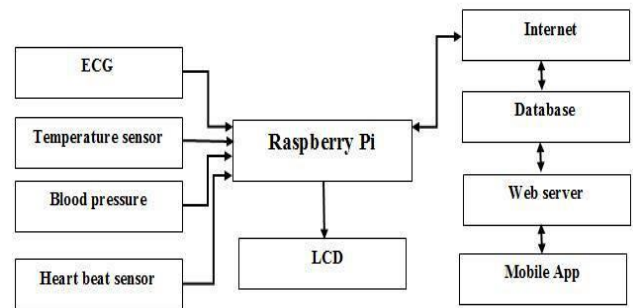 ECG
Temperature sensor
Blood pressure
Heart beat sensor
Raspberry Pi
LCD
Internet
Database
Web server
Mobile App